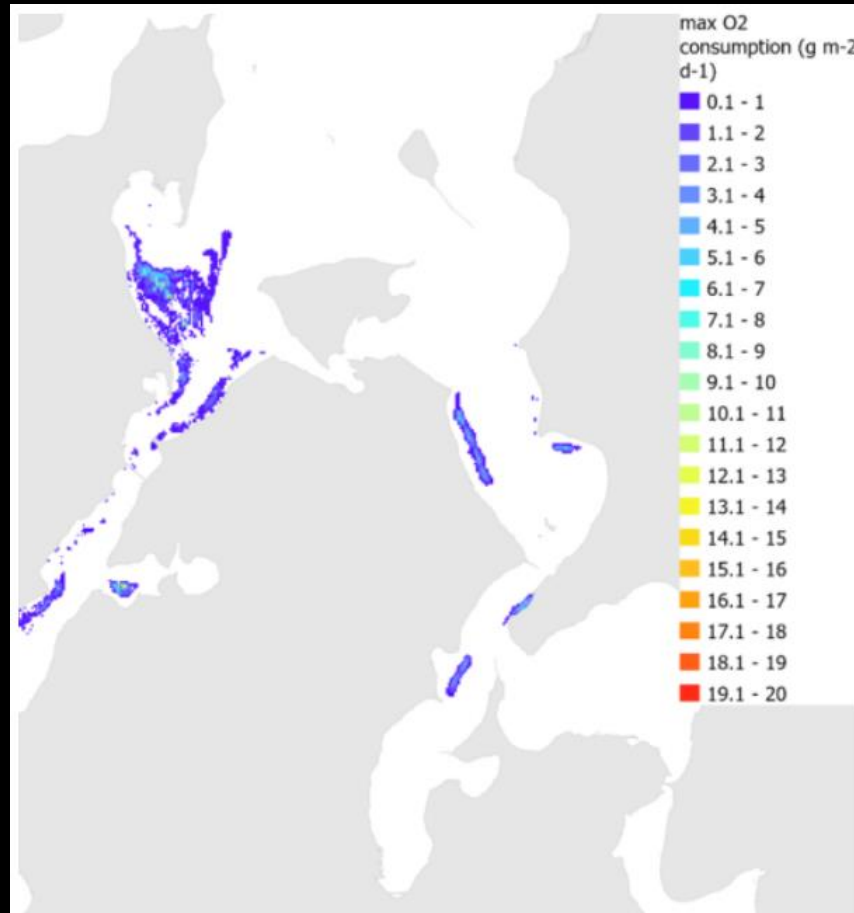 max O2
consumption (g m-2
d-1)
0.1 - 1
1.1 - 2
2.1 - 3
3.1 - 4
4.1 - 5
5.1 - 6
6.1 - 7
7.1 - 8
8.1 - 9
9.1 - 10
10.1 - 11
11.1 - 12
12.1 - 13
13.1 - 14
14.1 - 15
15.1 - 16
16.1 - 17
17.1 - 18
18.1 - 19
19.1 - 20